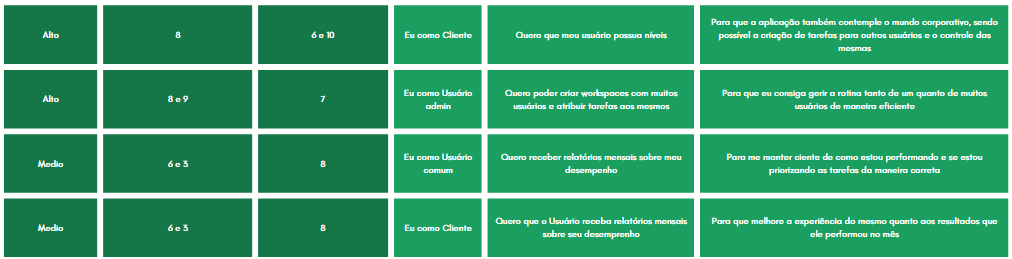 Alto
8
6 e 10
Eu como Cliente
Quero que meu usuário possua níveis
Para que a aplicação também contemple o mundo corporativo, sendo
possível a criação de tarefas para outros usuários e o controle das
mesmas
Alto
8 e 9
7
Eu como Usuário
admin
Quero poder criar workspaces com muitos
usuários e atribuir tarefas aos mesmos
Para que eu consiga gerir a rotina tanto de um quanto de muitos
usuários de maneira eficiente
Medio
6 e 3
8
Eu como Usuário
comum
Quero receber relatórios mensais sobre meu
desempenho
Para me manter ciente de como estou performando e se estou
priorizando as tarefas da maneira correta
Medio
6 e 3
8
Eu como Cliente
Quero que o Usuário receba relatórios mensais
sobre seu desemprenho
Para que melhore a experiência do mesmo quanto aos resultados que
ele performou no mês